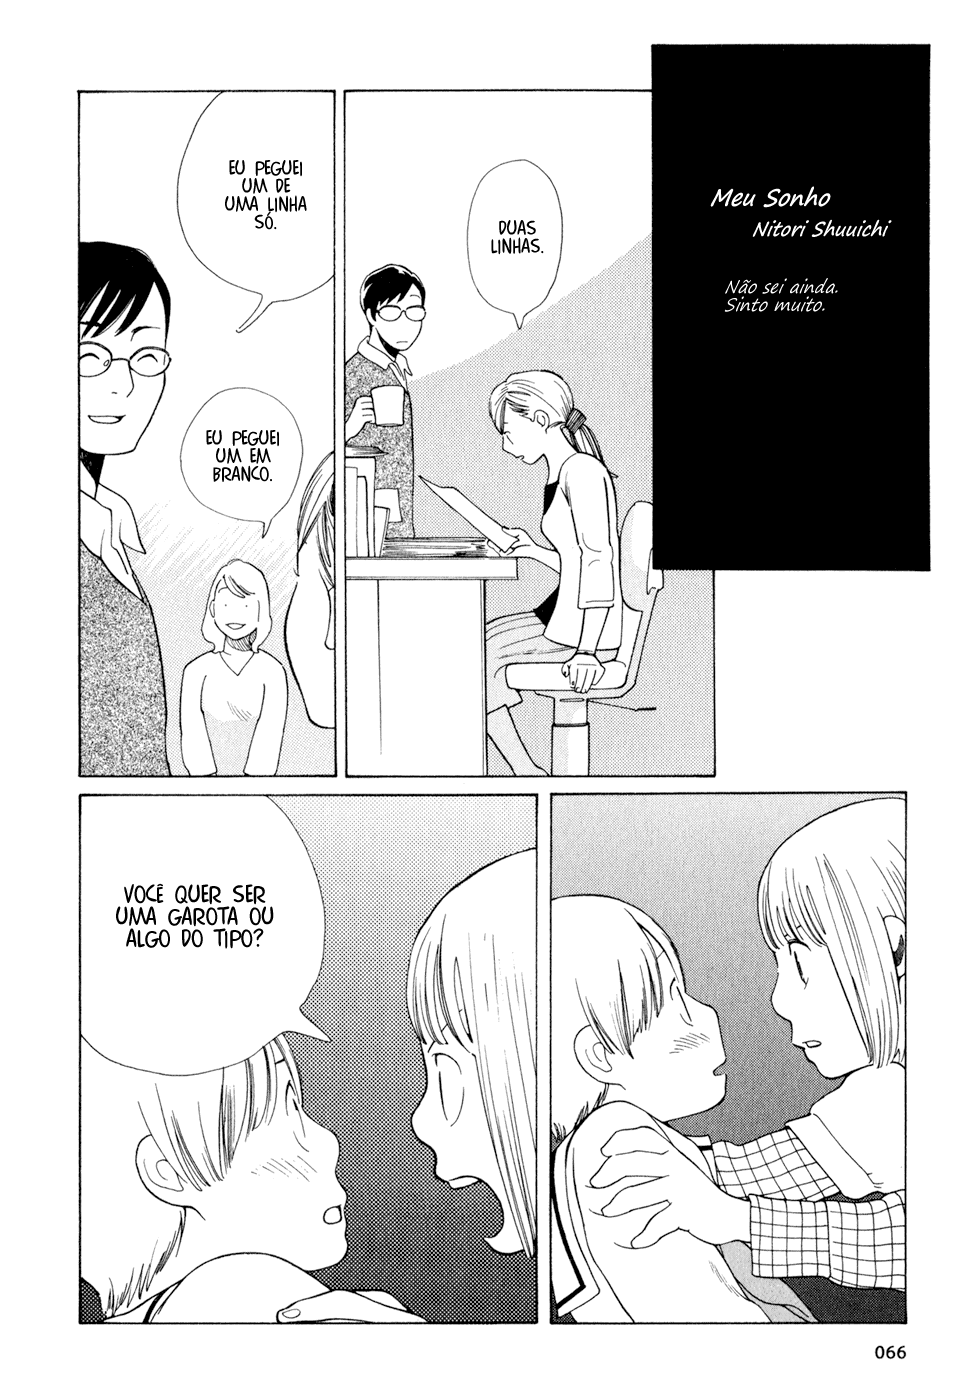 Meu Sonho
Nitori Shuuichi
Não sei ainda.
Sinto muito.
DUAS
LINHAS.
EU PEGUEI
UM DE
UMA LINHA
SÓ.
EU PEGUEI
UM EM
BRANCO.
VOCÊ QUER SER
UMA GAROTA OU
ALGO DO TIPO?
066